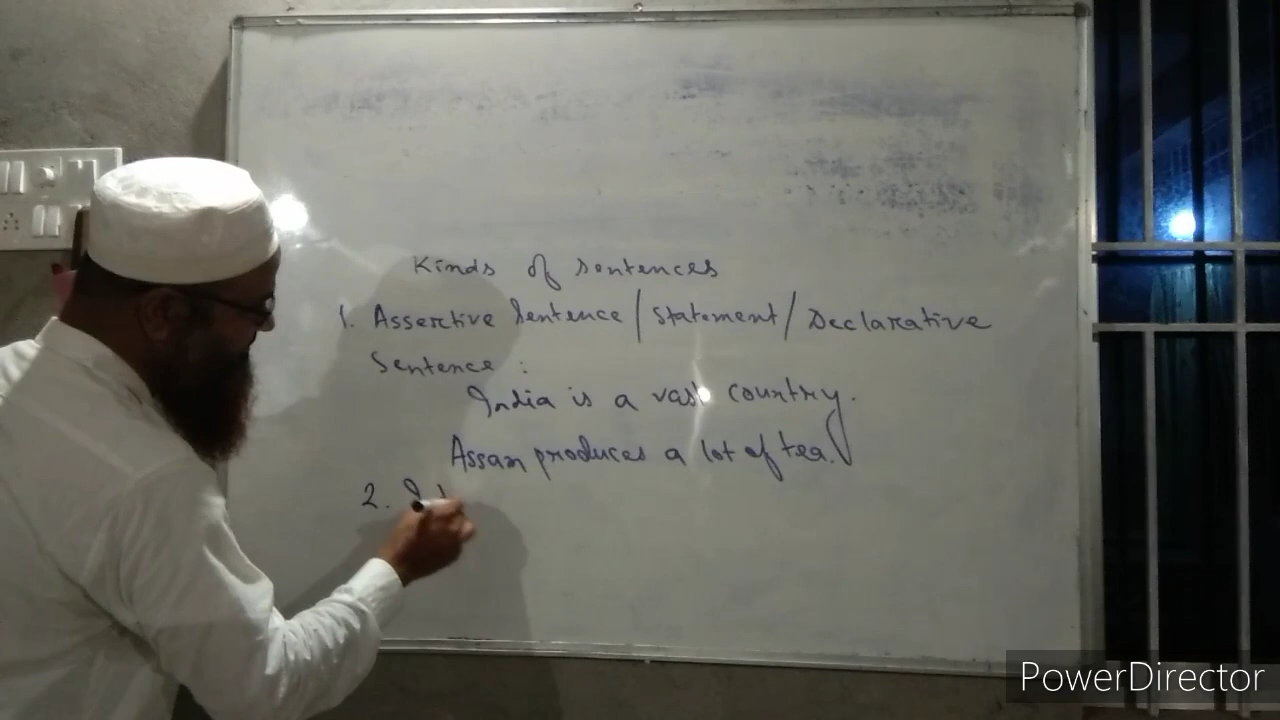 Kinds of sentences
1. Assertive Sentence / Statement / Declarative
Sentence :
India is a vast country.
Assam produces a lot of tea.
2.
PowerDirector